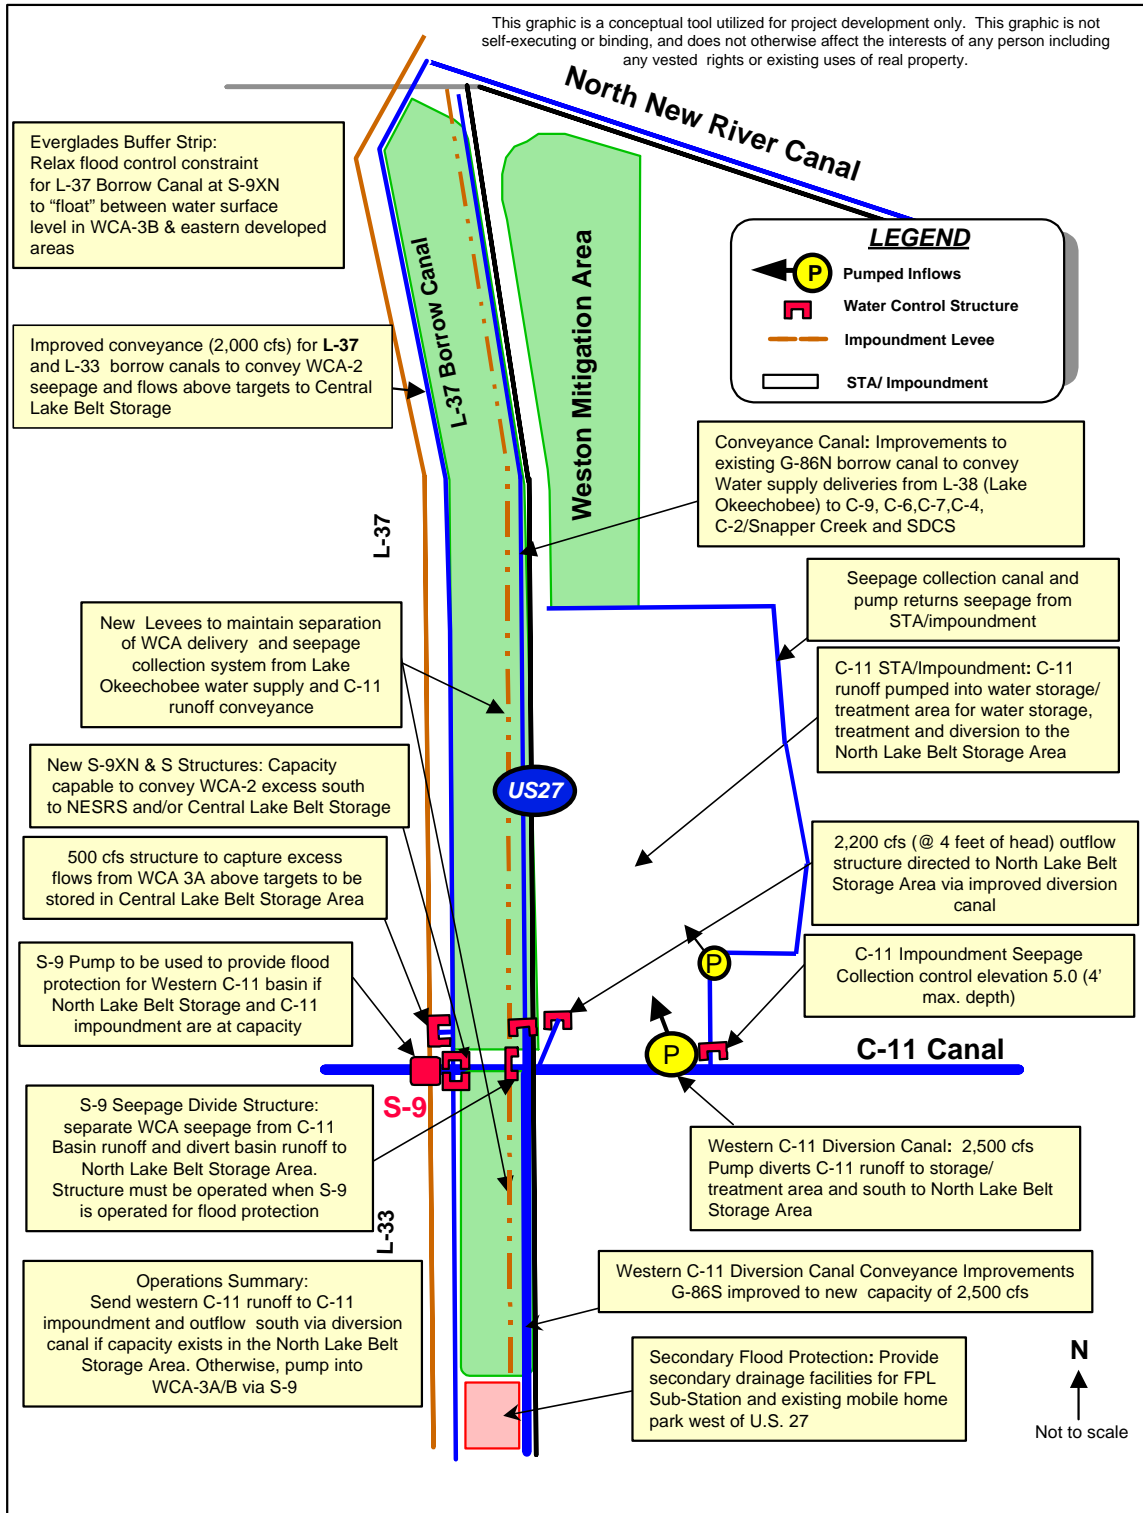 This graphic is a conceptual tool utilized for project development only. This graphic is not
self-executing or binding, and does not otherwise affect the interests of any person including
any vested rights or existing uses of real property.
North New River Canal
Everglades Buffer Strip:
Relax flood control constraint
for L-37 Borrow Canal at S-9XN
to “float” between water surface
level in WCA-3B & eastern developed
areas
LEGEND
P
Pumped Inflows
Water Control Structure
Impoundment Levee
STA/ Impoundment
L-37 Borrow Canal
Weston Mitigation Area
Improved conveyance (2,000 cfs) for L-37
and L-33 borrow canals to convey WCA-2
seepage and flows above targets to Central
Lake Belt Storage
Conveyance Canal: Improvements to
existing G-86N borrow canal to convey
Water supply deliveries from L-38 (Lake
Okeechobee) to C-9, C-6,C-7,C-4,
C-2/Snapper Creek and SDCS
L-37
Seepage collection canal and
pump returns seepage from
STA/impoundment
New Levees to maintain separation
of WCA delivery and seepage
collection system from Lake
Okeechobee water supply and C-11
runoff conveyance
C-11 STA/Impoundment: C-11
runoff pumped into water storage/
treatment area for water storage,
treatment and diversion to the
North Lake Belt Storage Area
New S-9XN & S Structures: Capacity
capable to convey WCA-2 excess south
to NESRS and/or Central Lake Belt Storage
US27
500 cfs structure to capture excess
flows from WCA 3A above targets to be
stored in Central Lake Belt Storage Area
2,200 cfs (@ 4 feet of head) outflow
structure directed to North Lake Belt
Storage Area via improved diversion
canal
S-9 Pump to be used to provide flood
protection for Western C-11 basin if
North Lake Belt Storage and C-11
impoundment are at capacity
P
C-11 Impoundment Seepage
Collection control elevation 5.0 (4’
max. depth)
P
C-11 Canal
S-9
S-9 Seepage Divide Structure:
separate WCA seepage from C-11
Basin runoff and divert basin runoff to
North Lake Belt Storage Area.
Structure must be operated when S-9
is operated for flood protection
Western C-11 Diversion Canal: 2,500 cfs
Pump diverts C-11 runoff to storage/
treatment area and south to North Lake Belt
Storage Area
L-33
Operations Summary:
Send western C-11 runoff to C-11
impoundment and outflow south via diversion
canal if capacity exists in the North Lake Belt
Storage Area. Otherwise, pump into
WCA-3A/B via S-9
Western C-11 Diversion Canal Conveyance Improvements
G-86S improved to new capacity of 2,500 cfs
Secondary Flood Protection: Provide
secondary drainage facilities for FPL
Sub-Station and existing mobile home
park west of U.S. 27
N
Not to scale